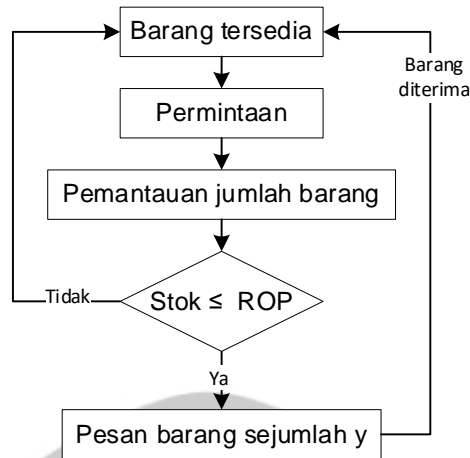 Barang tersedia
Barang
diterima
Permintaan
Pemantauan jumlah barang
Stok ≤ ROP
Tidak
Ya
Pesan barang sejumlah y